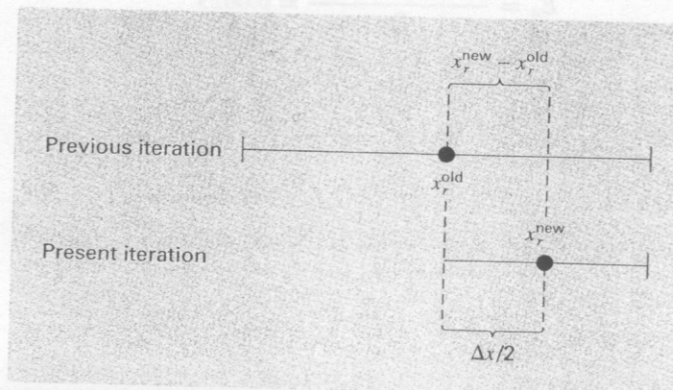 x_r^new − x_r^old
Previous iteration
x_r^old
x_r^new
Present iteration
Δx/2